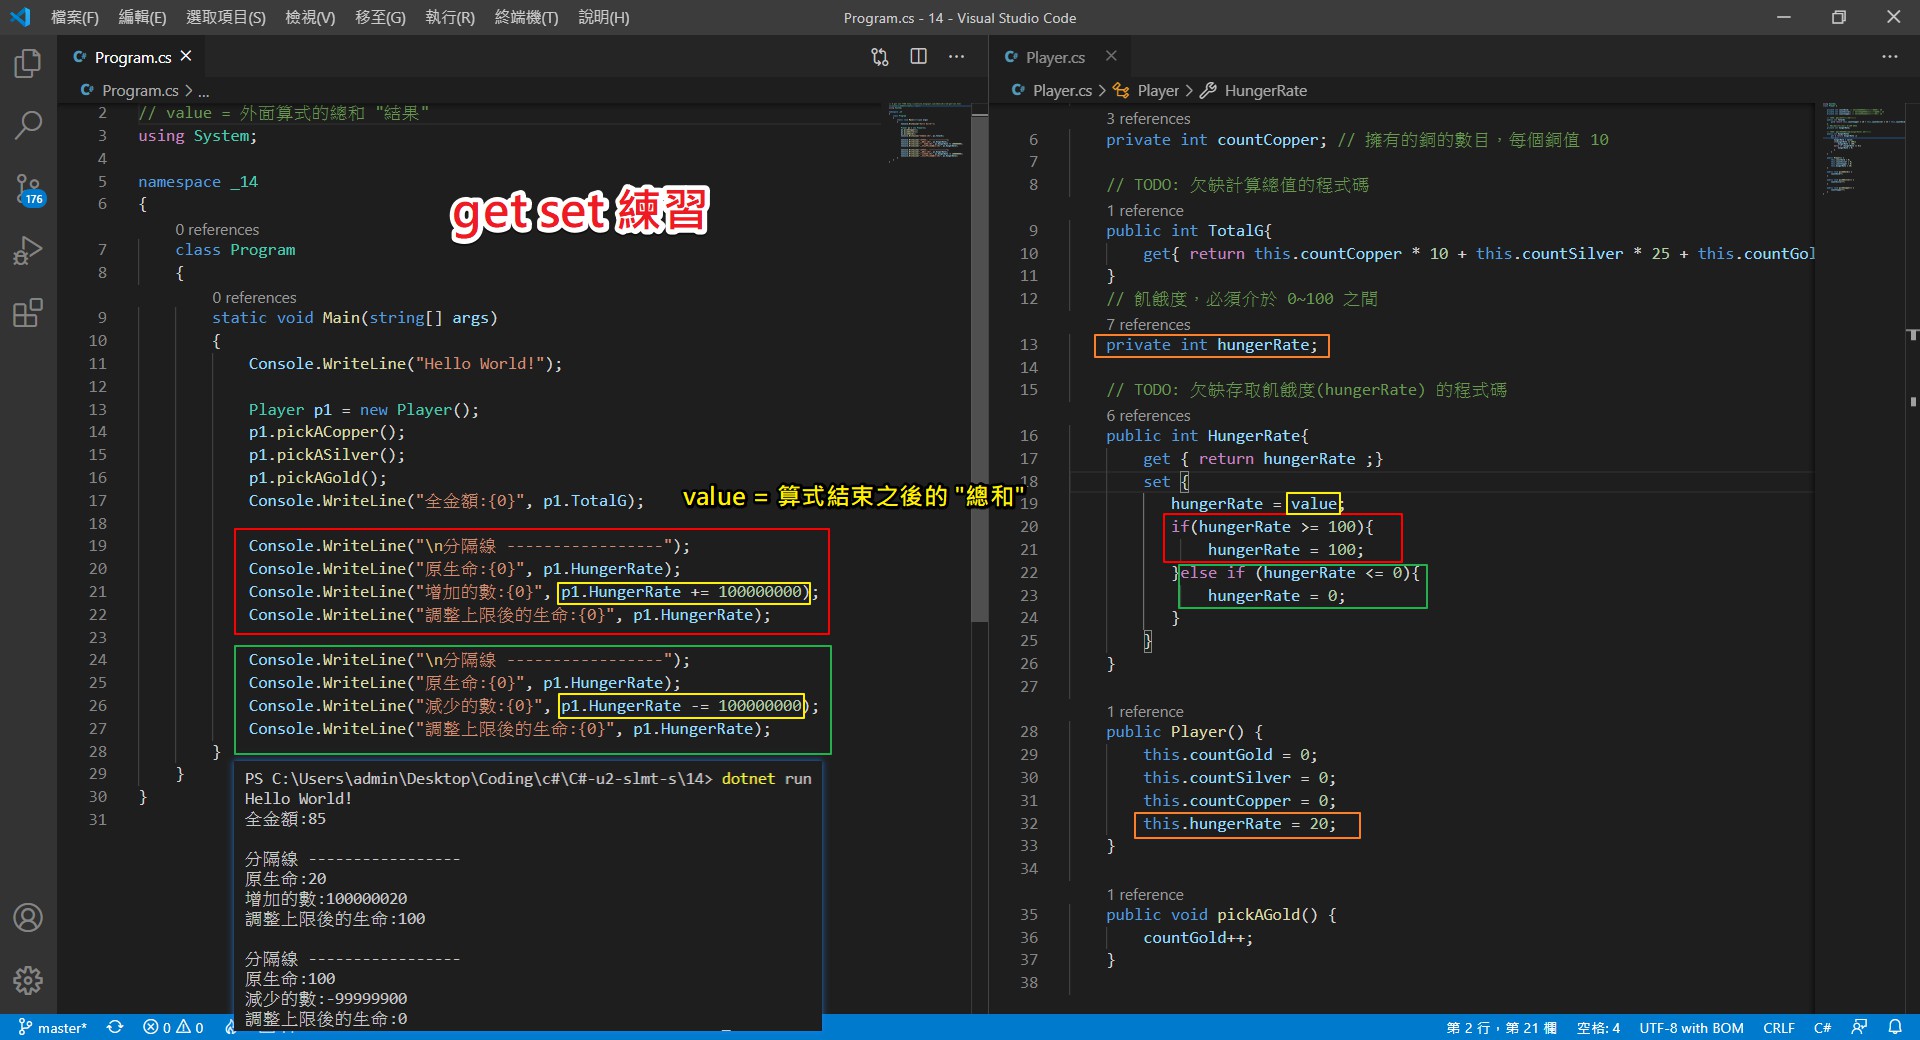 檔案(F) 編輯(E) 選取項目(S) 檢視(V) 移至(G) 執行(R) 終端機(T) 說明(H)
Program.cs - 14 - Visual Studio Code
Program.cs
Program.cs > ...
2 // value = 外面算式的總和 "結果"
3 using System;
4
5 namespace _14
6 {
0 references
7 class Program
8 {
0 references
9 static void Main(string[] args)
10 {
11 Console.WriteLine("Hello World!");
12
13 Player p1 = new Player();
14 p1.pickACopper();
15 p1.pickASilver();
16 p1.pickAGold();
17 Console.WriteLine("全金額:{0}", p1.TotalG);
18
19 Console.WriteLine("\n分隔線 -----------------");
20 Console.WriteLine("原生命:{0}", p1.HungerRate);
21 Console.WriteLine("增加的數:{0}", p1.HungerRate += 100000000);
22 Console.WriteLine("調整上限後的生命:{0}", p1.HungerRate);
23
24 Console.WriteLine("\n分隔線 -----------------");
25 Console.WriteLine("原生命:{0}", p1.HungerRate);
26 Console.WriteLine("減少的數:{0}", p1.HungerRate -= 100000000);
27 Console.WriteLine("調整上限後的生命:{0}", p1.HungerRate);
28 }
29 }
30 }
31
get set 練習
value = 算式結束之後的 "總和"
PS C:\Users\admin\Desktop\Coding\c#\C#-u2-slmt-s\14> dotnet run
Hello World!
全金額:85
分隔線 -----------------
原生命:20
增加的數:100000020
調整上限後的生命:100
分隔線 -----------------
原生命:100
減少的數:-99999900
調整上限後的生命:0
Player.cs
Player.cs > Player > HungerRate
3 references
6 private int countCopper; // 擁有的銅的數目，每個銅值 10
7
8 // TODO: 欠缺計算總值的程式碼
1 reference
9 public int TotalG{
10 get{ return this.countCopper * 10 + this.countSilver * 25 + this.countGol
11 }
12 // 飢餓度，必須介於 0~100 之間
7 references
13 private int hungerRate;
14
15 // TODO: 欠缺存取飢餓度(hungerRate) 的程式碼
6 references
16 public int HungerRate{
17 get { return hungerRate ;}
18 set {
19 hungerRate = value;
20 if(hungerRate >= 100){
21 hungerRate = 100;
22 }else if (hungerRate <= 0){
23 hungerRate = 0;
24 }
25 }
26 }
27
1 reference
28 public Player() {
29 this.countGold = 0;
30 this.countSilver = 0;
31 this.countCopper = 0;
32 this.hungerRate = 20;
33 }
34
1 reference
35 public void pickAGold() {
36 countGold++;
37 }
38
176
master* 0 0
第 2 行，第 21 欄 空格: 4 UTF-8 with BOM CRLF C#